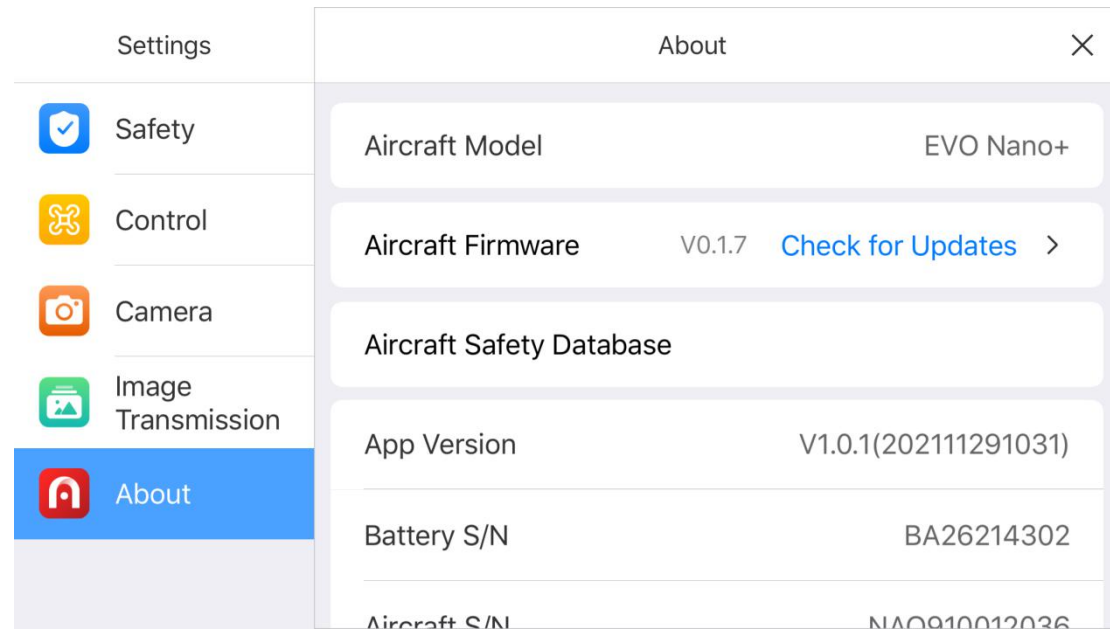 Settings
Safety
Control
Camera
Image
Transmission
About
About
Aircraft Model EVO Nano+
Aircraft Firmware V0.1.7 Check for Updates >
Aircraft Safety Database
App Version V1.0.1(202111291031)
Battery S/N BA26214302
Aircraft S/N